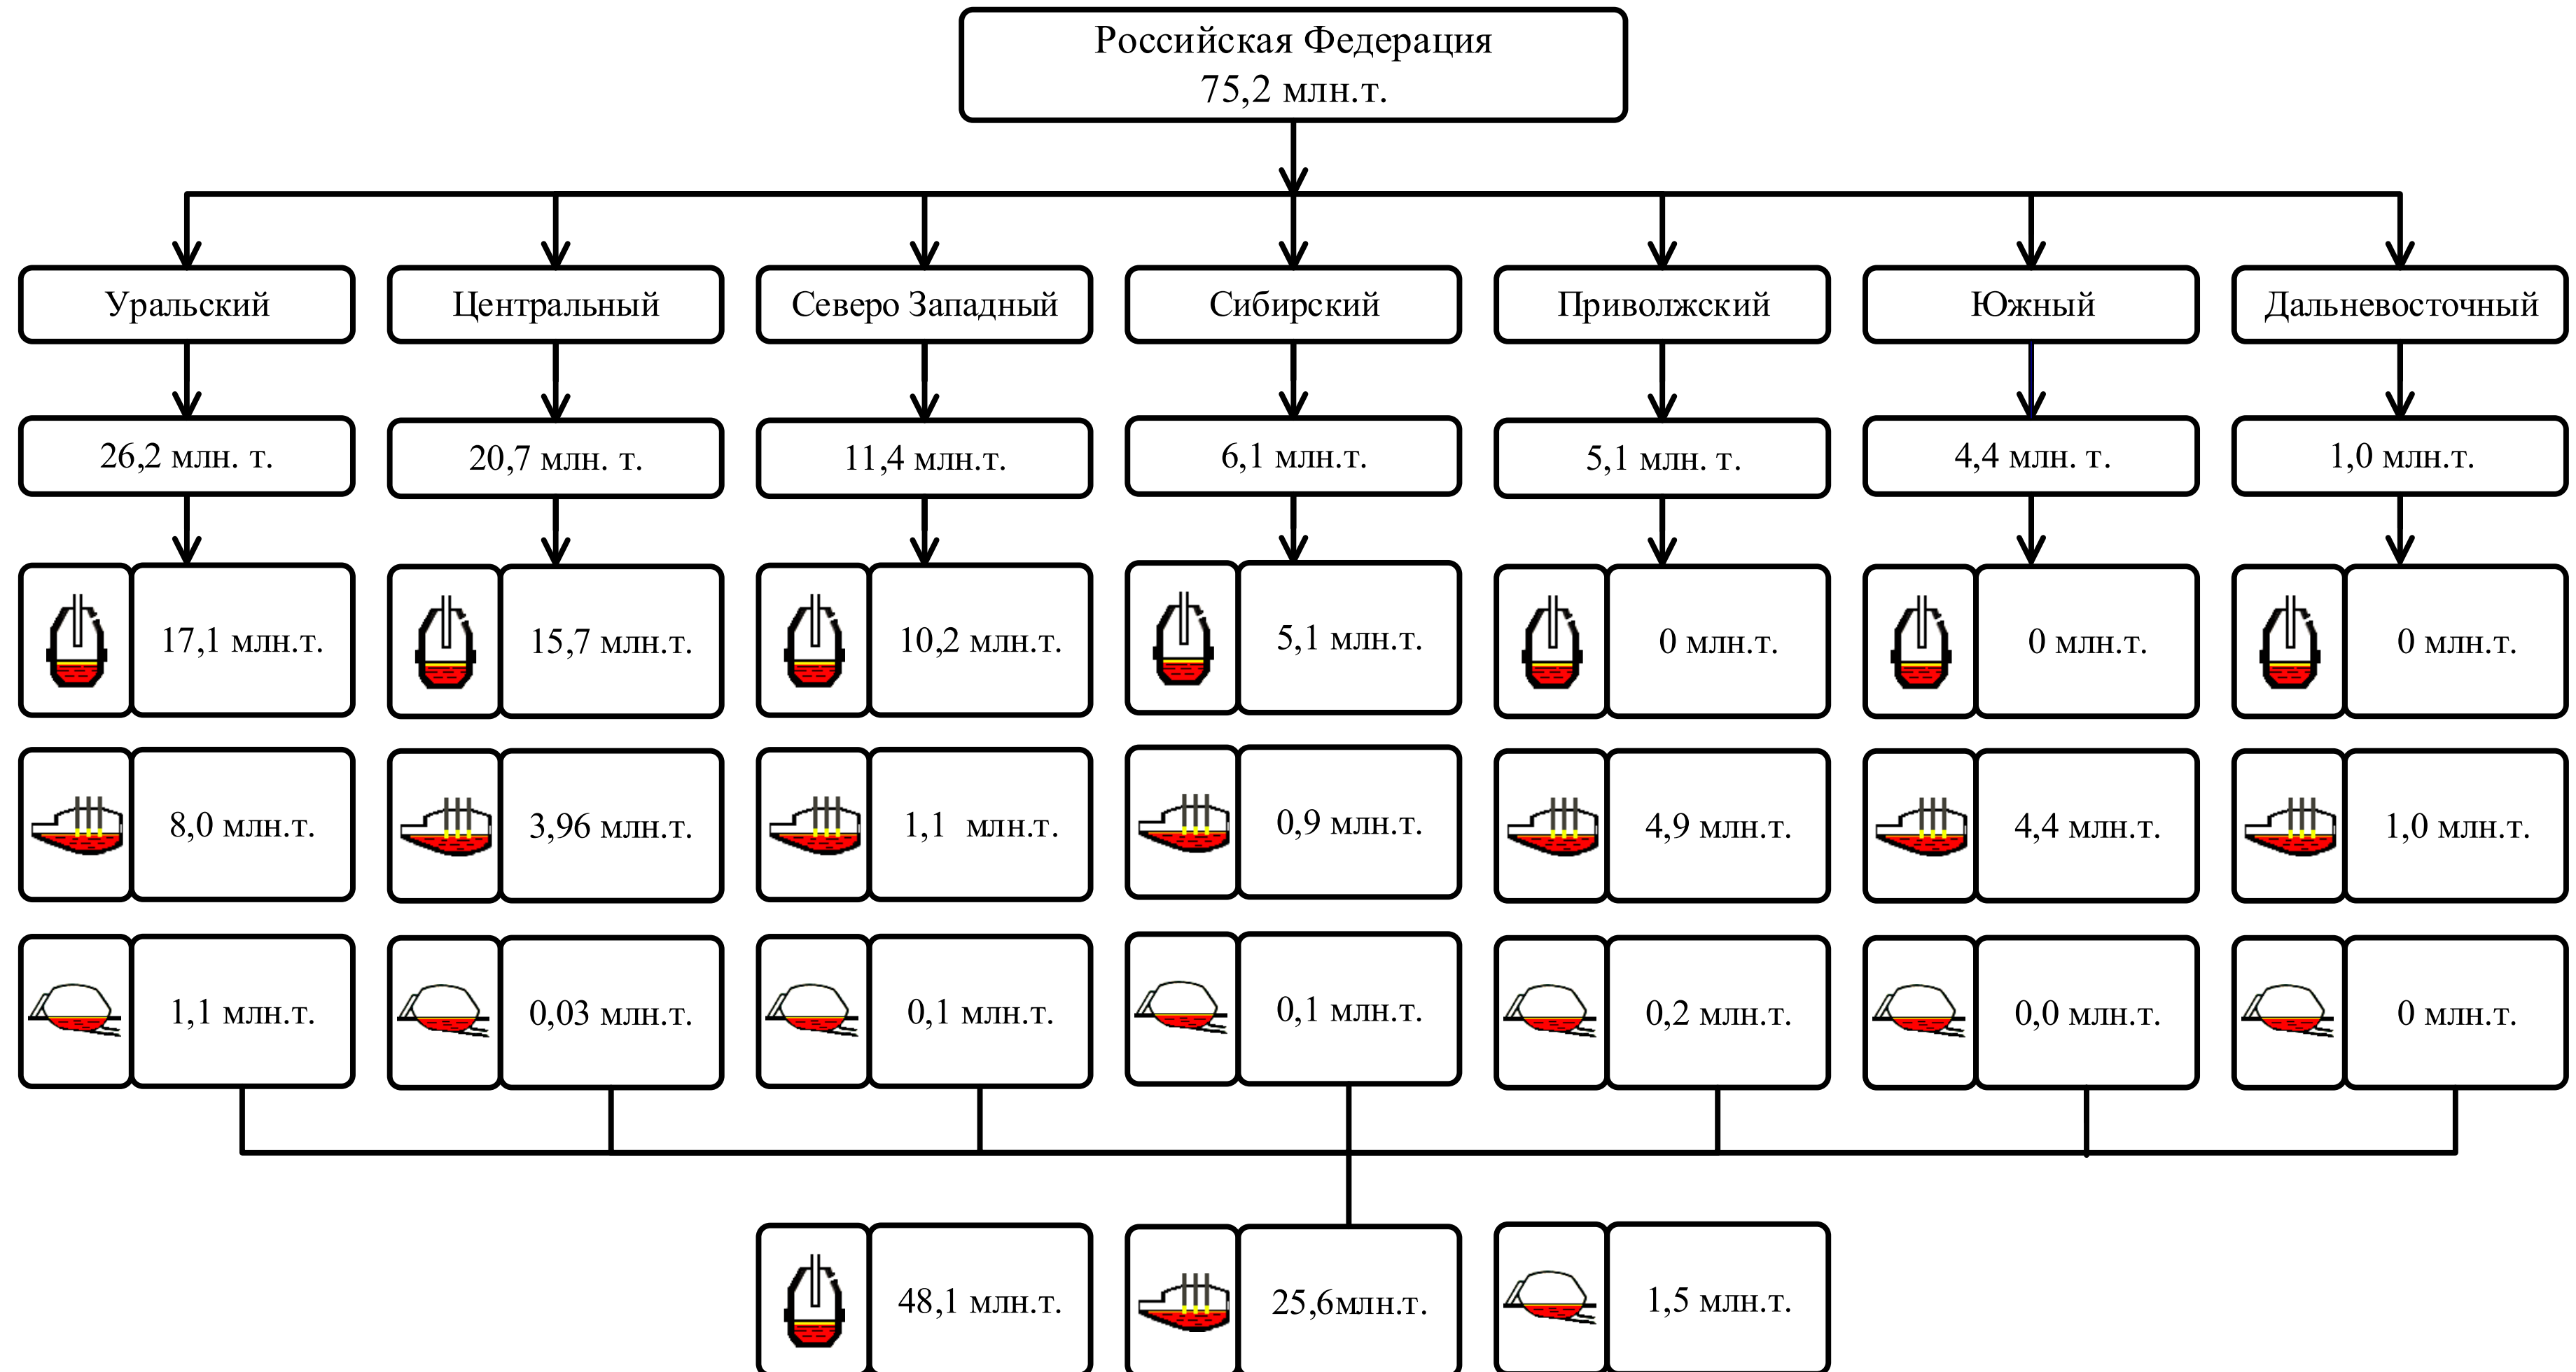 Российская Федерация
75,2 млн.т.
Уральский
Центральный
Северо Западный
Сибирский
Приволжский
Южный
Дальневосточный
26,2 млн. т.
20,7 млн. т.
11,4 млн.т.
6,1 млн.т.
5,1 млн. т.
4,4 млн. т.
1,0 млн.т.
17,1 млн.т.
15,7 млн.т.
10,2 млн.т.
5,1 млн.т.
0 млн.т.
0 млн.т.
0 млн.т.
8,0 млн.т.
3,96 млн.т.
1,1 млн.т.
0,9 млн.т.
4,9 млн.т.
4,4 млн.т.
1,0 млн.т.
1,1 млн.т.
0,03 млн.т.
0,1 млн.т.
0,1 млн.т.
0,2 млн.т.
0,0 млн.т.
0 млн.т.
48,1 млн.т.
25,6млн.т.
1,5 млн.т.